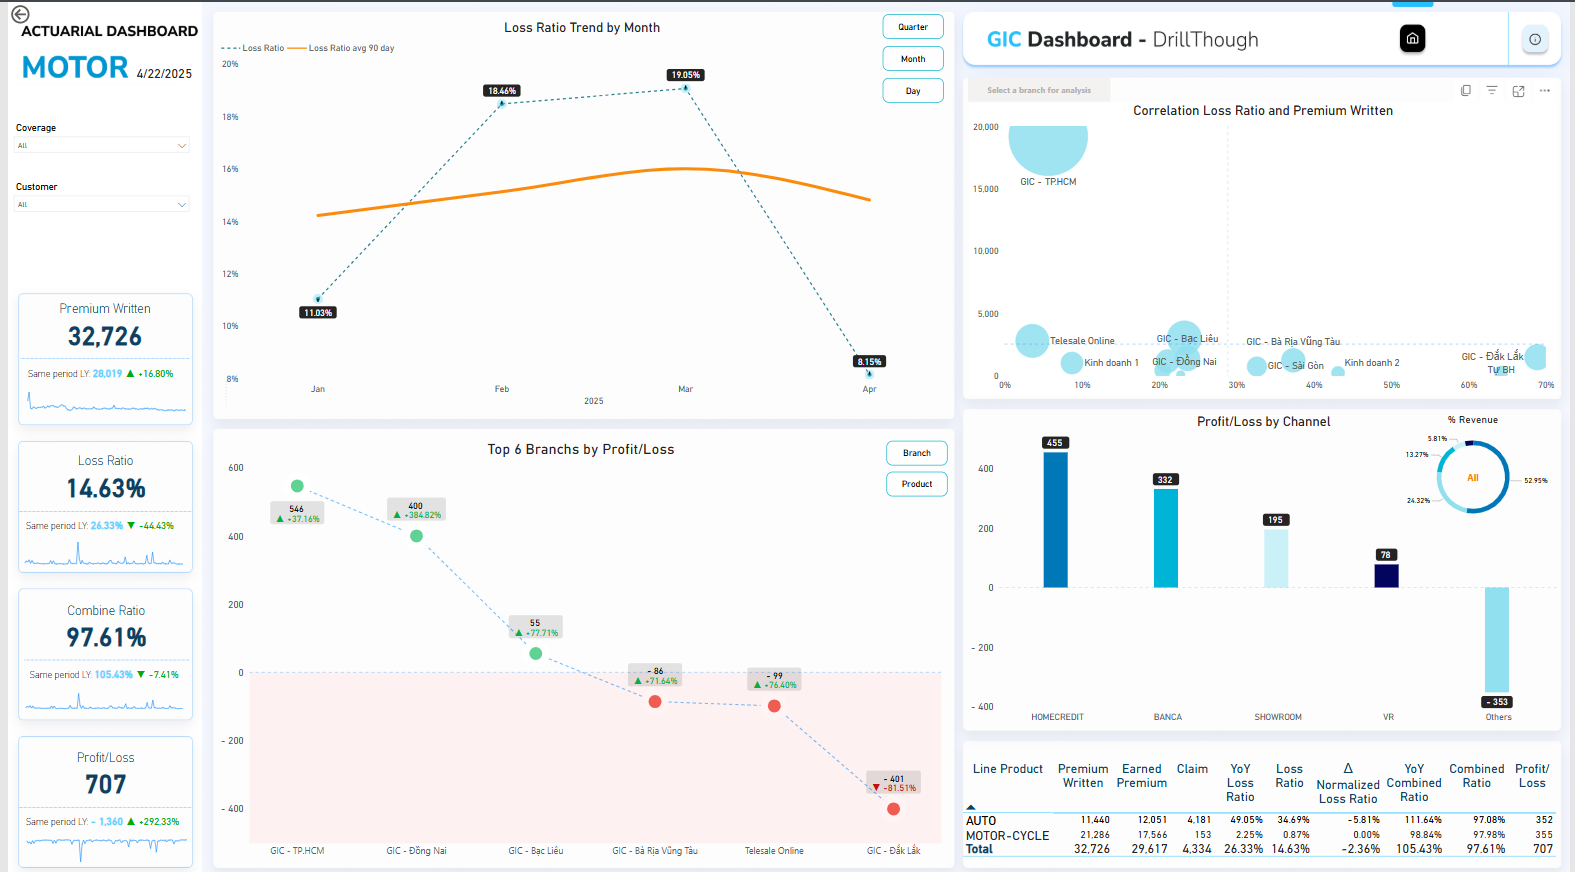 ACTUARIAL DASHBOARD
MOTOR 4/22/2025
Coverage
All
Customer
All
Premium Written
32,726
Same period LY: 28,019 ▲ +16.80%
Loss Ratio
14.63%
Same period LY: 26.33% ▼ -44.43%
Combine Ratio
97.61%
Same period LY: 105.43% ▼ -7.41%
Profit/Loss
707
Same period LY: - 1,360 ▲ +292.33%
Loss Ratio Trend by Month
Loss Ratio Loss Ratio avg 90 day
Quarter
Month
Day
20%
18%
16%
14%
12%
10%
8%
11.03%
18.46%
19.05%
8.15%
Jan Feb Mar Apr
2025
Top 6 Branchs by Profit/Loss
Branch
Product
600
400
200
0
- 200
- 400
546
▲ +37.16%
400
▲ +384.82%
55
▲ +77.71%
- 86
▲ +71.64%
- 99
▲ +76.40%
- 401
▼ -81.51%
GIC - TP.HCM GIC - Đồng Nai GIC - Bạc Liêu GIC - Bà Rịa Vũng Tàu Telesale Online GIC - Đắk Lắk
GIC Dashboard - DrillThough
Select a branch for analysis
Correlation Loss Ratio and Premium Written
20,000
15,000
10,000
5,000
0
GIC - TP.HCM
Telesale Online
Kinh doanh 1
GIC - Bạc Liêu
GIC - Đồng Nai
GIC - Bà Rịa Vũng Tàu
GIC - Sài Gòn
Kinh doanh 2
GIC - Đắk Lắk
Tự BH
0% 10% 20% 30% 40% 50% 60% 70%
Profit/Loss by Channel
% Revenue
400
200
0
- 200
- 400
455
332
195
78
- 353
HOMECREDIT BANCA SHOWROOM VR Others
5.81%
13.27%
24.32%
52.95%
All
Line Product Premium Written Earned Premium Claim YoY Loss Ratio Loss Ratio Δ Normalized Loss Ratio YoY Combined Ratio Combined Ratio Profit/ Loss
AUTO 11,440 12,051 4,181 49.05% 34.69% -5.81% 111.64% 97.08% 352
MOTOR-CYCLE 21,286 17,566 153 2.25% 0.87% 0.00% 98.84% 97.98% 355
Total 32,726 29,617 4,334 26.33% 14.63% -2.36% 105.43% 97.61% 707